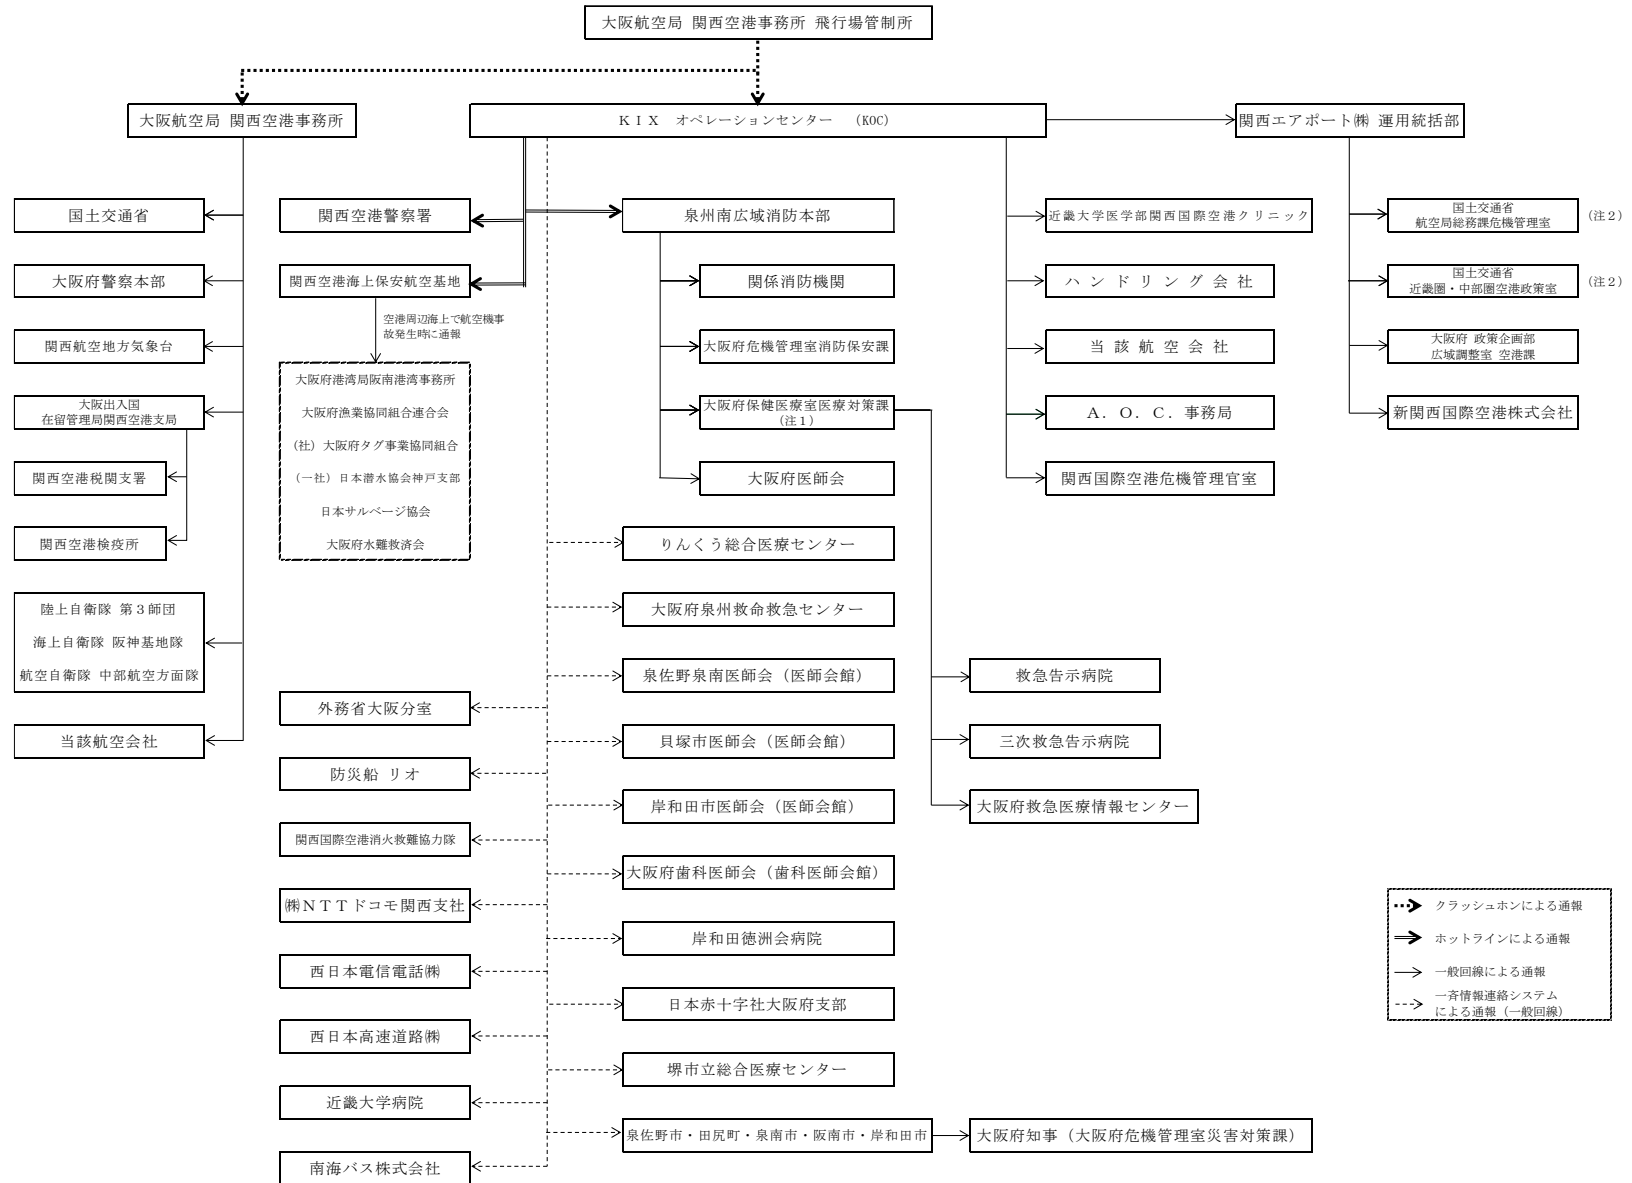 大阪航空局 関西空港事務所 飛行場管制所
大阪航空局 関西空港事務所
ＫＩＸ オペレーションセンター （KOC）
関西エアポート㈱ 運用統括部
国土交通省
大阪府警察本部
関西航空地方気象台
大阪出入国
在留管理局関西空港支局
関西空港税関支署
関西空港検疫所
陸上自衛隊 第３師団
海上自衛隊 阪神基地隊
航空自衛隊 中部航空方面隊
当該航空会社
関西空港警察署
関西空港海上保安航空基地
空港周辺海上で航空機事
故発生時に通報
大阪府港湾局阪南港湾事務所
大阪府漁業協同組合連合会
（社）大阪府タグ事業協同組合
（一社）日本潜水協会神戸支部
日本サルベージ協会
大阪府水難救済会
外務省大阪分室
防災船 リオ
関西国際空港消火救難協力隊
㈱ＮＴＴドコモ関西支社
西日本電信電話㈱
西日本高速道路㈱
近畿大学病院
南海バス株式会社
泉州南広域消防本部
関係消防機関
大阪府危機管理室消防保安課
大阪府保健医療室医療対策課
（注１）
大阪府医師会
りんくう総合医療センター
大阪府泉州救命救急センター
泉佐野泉南医師会（医師会館）
貝塚市医師会（医師会館）
岸和田市医師会（医師会館）
大阪府歯科医師会（歯科医師会館）
岸和田徳洲会病院
日本赤十字社大阪府支部
堺市立総合医療センター
泉佐野市・田尻町・泉南市・阪南市・岸和田市
大阪府知事（大阪府危機管理室災害対策課）
救急告示病院
三次救急告示病院
大阪府救急医療情報センター
近畿大学医学部関西国際空港クリニック
ハンドリング会社
当該航空会社
Ａ．Ｏ．Ｃ．事務局
関西国際空港危機管理官室
国土交通省
航空局総務課危機管理室
（注２）
国土交通省
近畿圏・中部圏空港政策室
（注２）
大阪府 政策企画部
広域調整室 空港課
新関西国際空港株式会社
クラッシュホンによる通報
ホットラインによる通報
一般回線による通報
一斉情報連絡システム
による通報（一般回線）